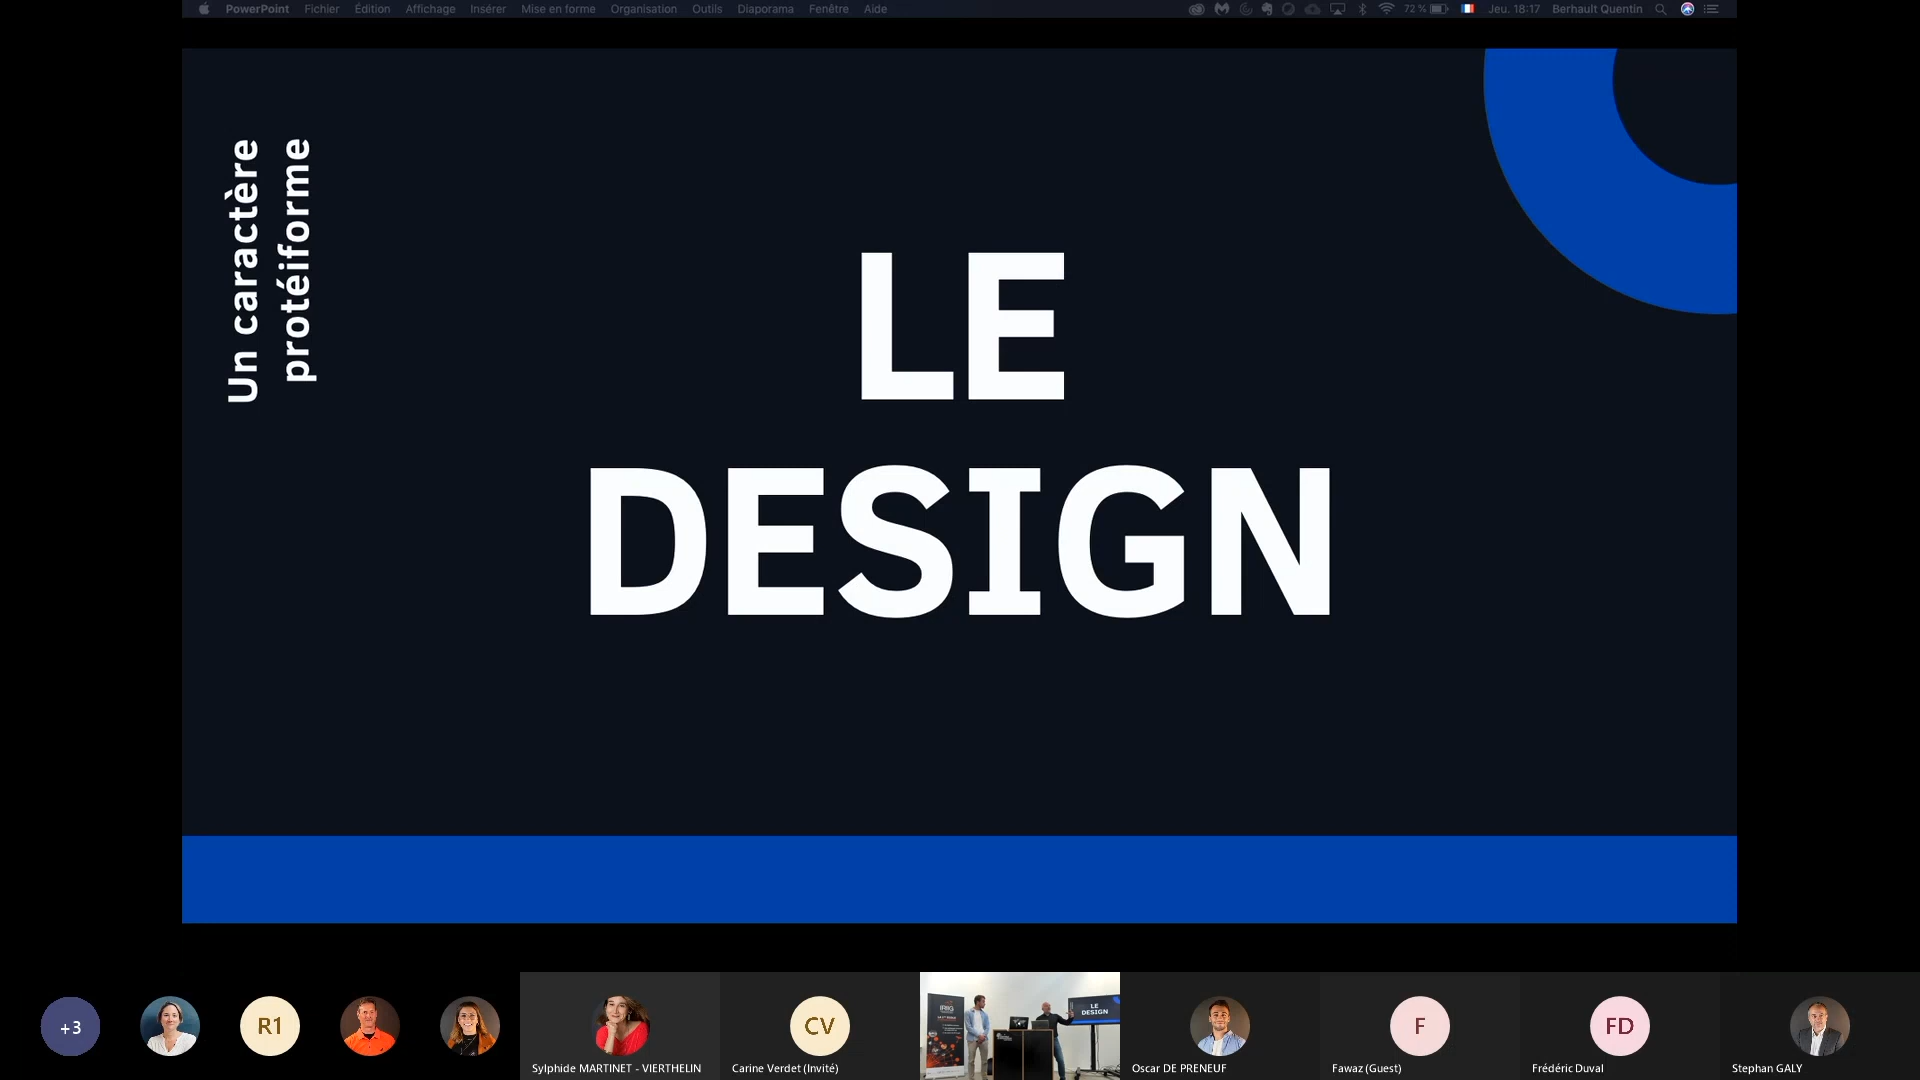 PowerPoint Fichier Édition Affichage Insérer Mise en forme Organisation Outils Diaporama Fenêtre Aide 72 % Jeu. 18:17 Berhault Quentin
Un caractère
protéiforme
LE
DESIGN
+3
R1
CV
F
FD
LE
DESIGN
Sylphide MARTINET - VIERTHELIN
Carine Verdet (Invité)
Oscar DE PRENEUF
Fawaz (Guest)
Frédéric Duval
Stephan GALY